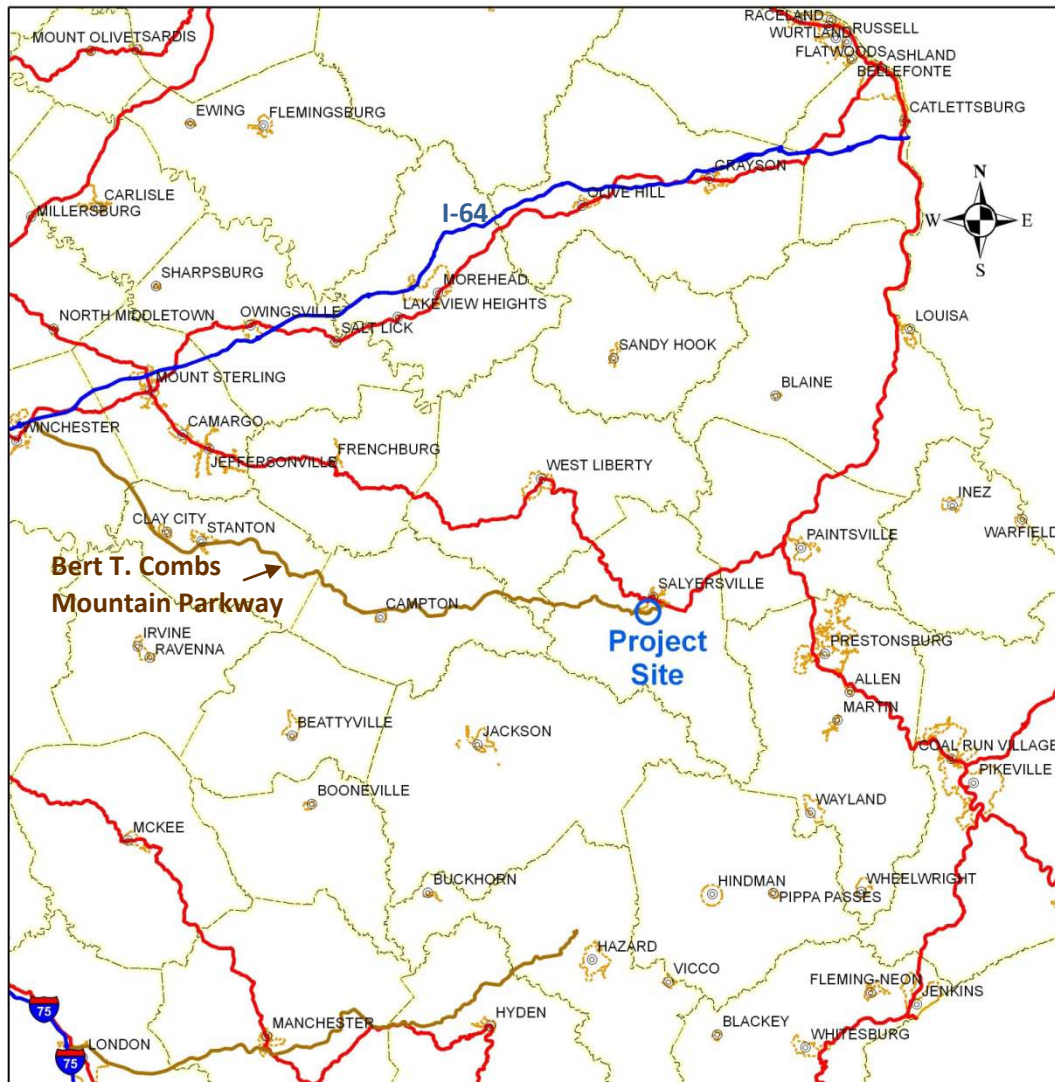 RACELAND
RUSSELL
WURTLAND
MOUNT OLIVET
SARDIS
FLATWOODS
ASHLAND
BELLEFONTE
EWING
FLEMINGSBURG
CATLETTSBURG
GRAYSON
CARLISLE
OLIVE HILL
MILLERSBURG
I-64
N
W
E
S
SHARPSBURG
MOREHEAD
LAKEVIEW HEIGHTS
NORTH MIDDLETOWN
OWINGSVILLE
SALT LICK
LOUISA
SANDY HOOK
MOUNT STERLING
BLAINE
WINCHESTER
CAMARGO
JEFFERSONVILLE
FRENCHBURG
WEST LIBERTY
INEZ
WARFIELD
CLAY CITY
STANTON
PAINTSVILLE
Bert T. Combs
Mountain Parkway
SALYERSVILLE
CAMPTON
Project
Site
IRVINE
RAVENNA
PRESTONSBURG
ALLEN
MARTIN
BEATTYVILLE
JACKSON
COAL RUN VILLAGE
PIKEVILLE
BOONEVILLE
WAYLAND
MCKEE
BUCKHORN
HINDMAN
PIPPA PASSES
WHEELWRIGHT
HAZARD
VICCO
FLEMING-NEON
JENKINS
75
HYDEN
MANCHESTER
BLACKEY
WHITESBURG
LONDON
75